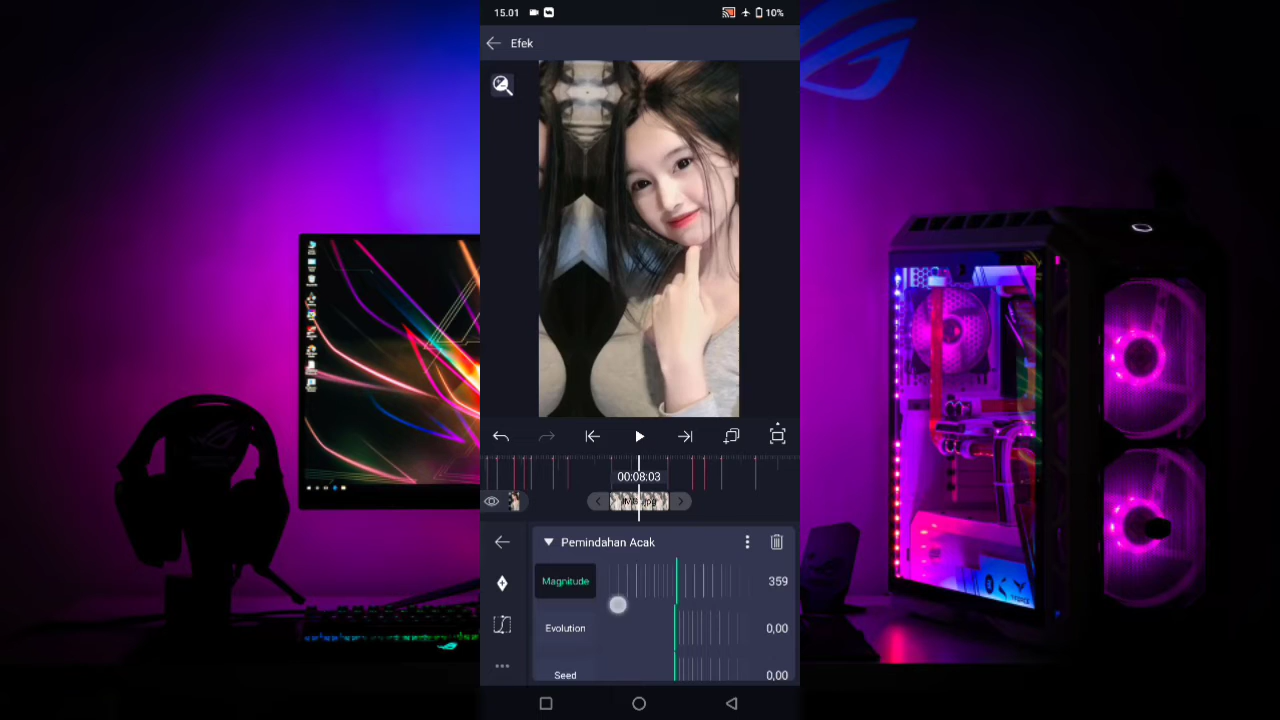 15.01
10%
Efek
00:08:03
Pemindahan Acak
Magnitude
359
Evolution
0,00
Seed
0,00